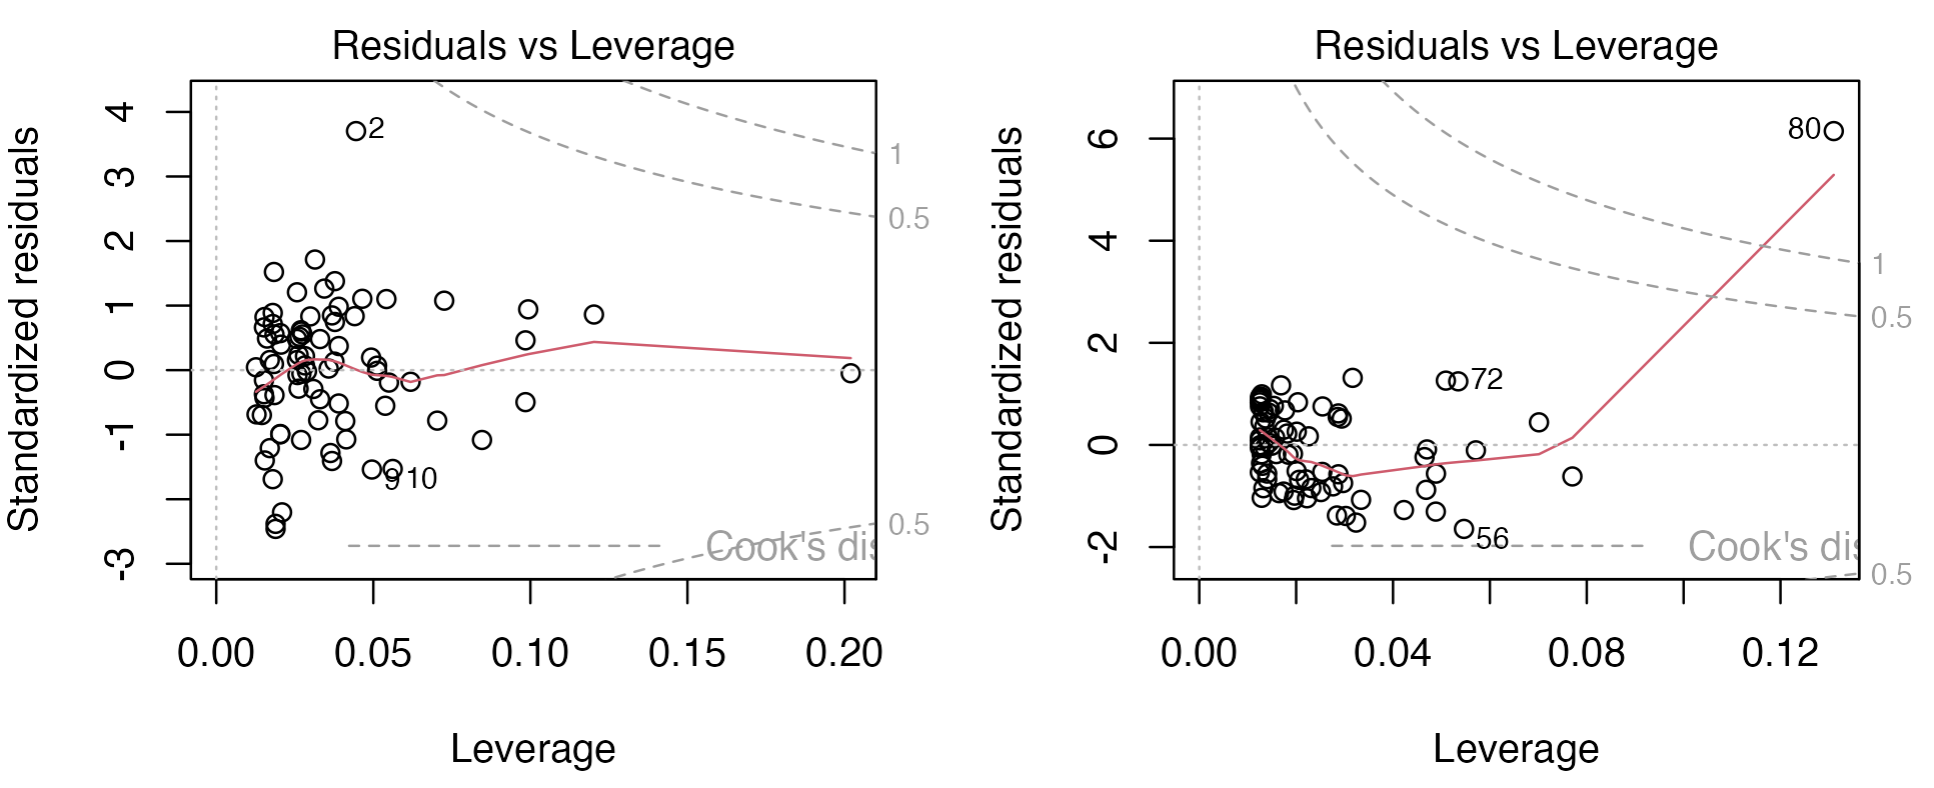 Residuals vs Leverage
Standardized residuals
4
3
2
1
0
-1
-3
2
9 10
1
0.5
0.5
Cook's dis
0.00 0.05 0.10 0.15 0.20
Leverage
Residuals vs Leverage
Standardized residuals
6
4
2
0
-2
80
72
56
1
0.5
0.5
Cook's dis
0.00 0.04 0.08 0.12
Leverage